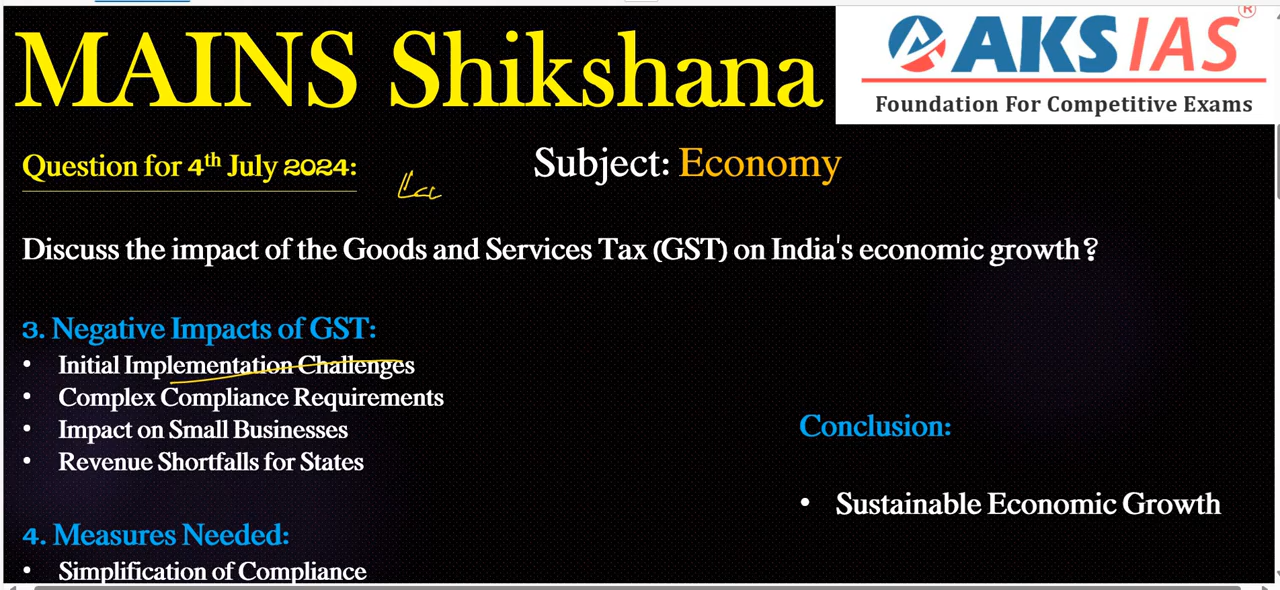 MAINS Shikshana
AKS IAS ®
Foundation For Competitive Exams
Question for 4th July 2024:
Subject: Economy
Discuss the impact of the Goods and Services Tax (GST) on India's economic growth?
3. Negative Impacts of GST:
• Initial Implementation Challenges
• Complex Compliance Requirements
• Impact on Small Businesses
• Revenue Shortfalls for States
4. Measures Needed:
• Simplification of Compliance
Conclusion:
• Sustainable Economic Growth